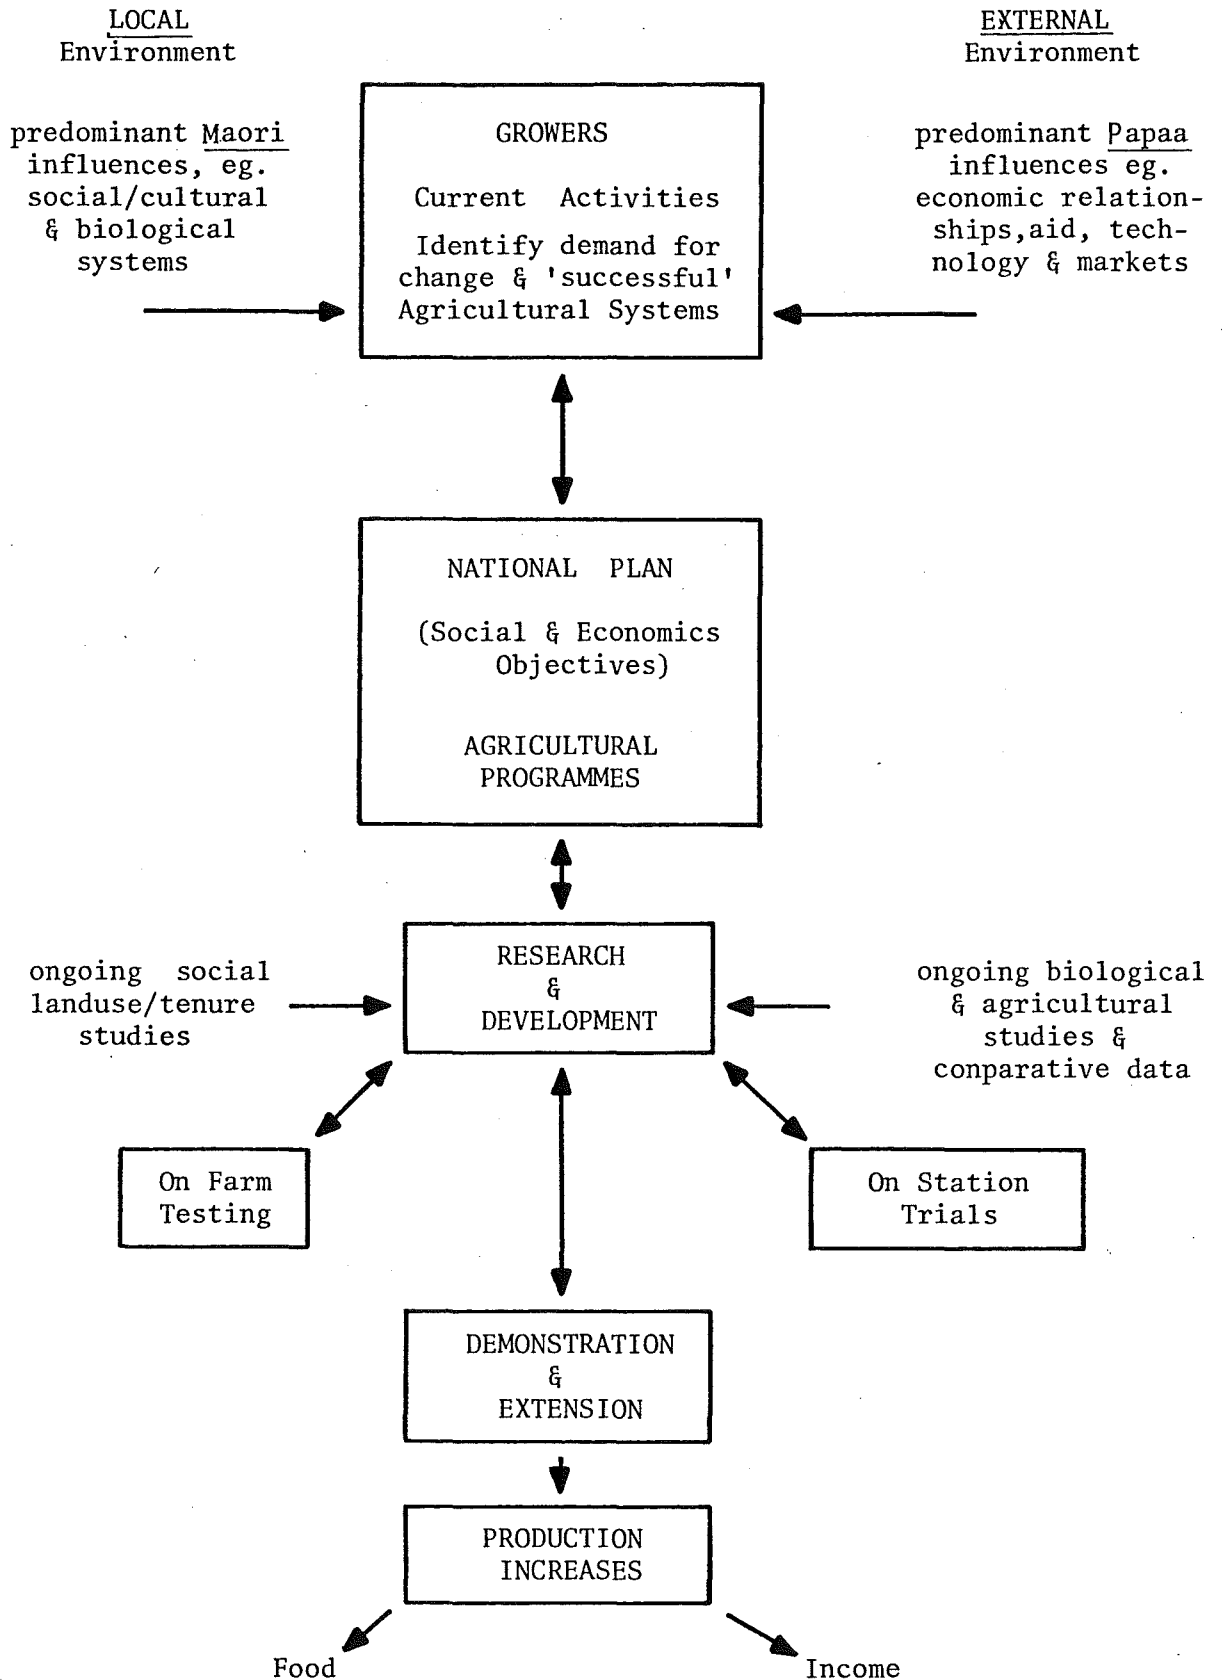 LOCAL
Environment
EXTERNAL
Environment
predominant Maori
influences, eg.
social/cultural
& biological
systems
GROWERS
Current Activities
Identify demand for
change & 'successful'
Agricultural Systems
predominant Papaa
influences eg.
economic relation-
ships,aid, tech-
nology & markets
NATIONAL PLAN
(Social & Economics
Objectives)
AGRICULTURAL
PROGRAMMES
ongoing social
landuse/tenure
studies
RESEARCH
&
DEVELOPMENT
ongoing biological
& agricultural
studies &
conparative data
On Farm
Testing
On Station
Trials
DEMONSTRATION
&
EXTENSION
PRODUCTION
INCREASES
Food
Income